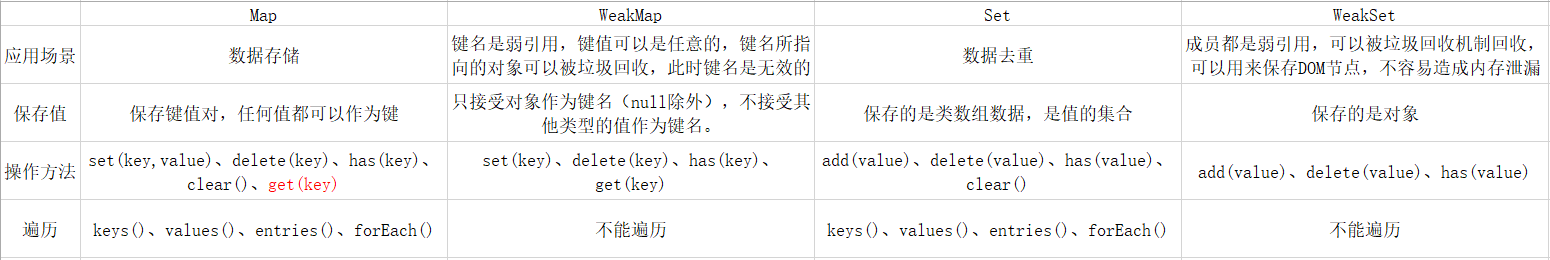 Map WeakMap Set WeakSet
应用场景 数据存储 键名是弱引用，键值可以是任意的，键名所指 数据去重 成员都是弱引用，可以被垃圾回收机制回收，
向的对象可以被垃圾回收，此时键名是无效的 可以用来保存DOM节点，不容易造成内存泄漏
保存值 保存键值对，任何值都可以作为键 只接受对象作为键名（null除外），不接受其 保存的是类数组数据，是值的集合 保存的是对象
他类型的值作为键名。
操作方法 set(key,value)、delete(key)、has(key)、 set(key)、delete(key)、has(key)、 add(value)、delete(value)、has(value)、 add(value)、delete(value)、has(value)
clear()、get(key) get(key) clear()
遍历 keys()、values()、entries()、forEach() 不能遍历 keys()、values()、entries()、forEach() 不能遍历